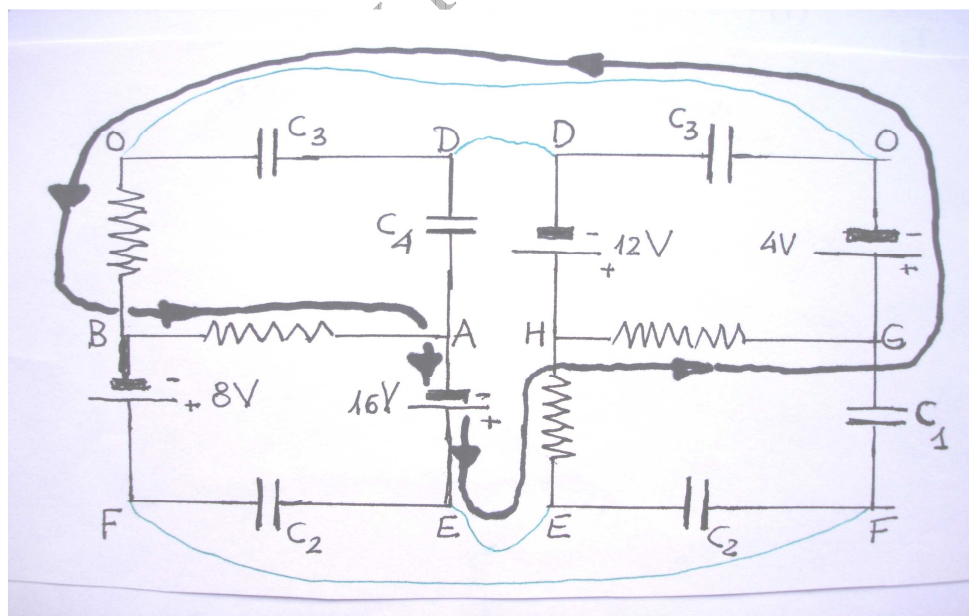 O C3 D D C3 O
C4 - 12V 4V -
+ +
B A H G
- 8V 16V - C1
+ +
F C2 E E C2 F